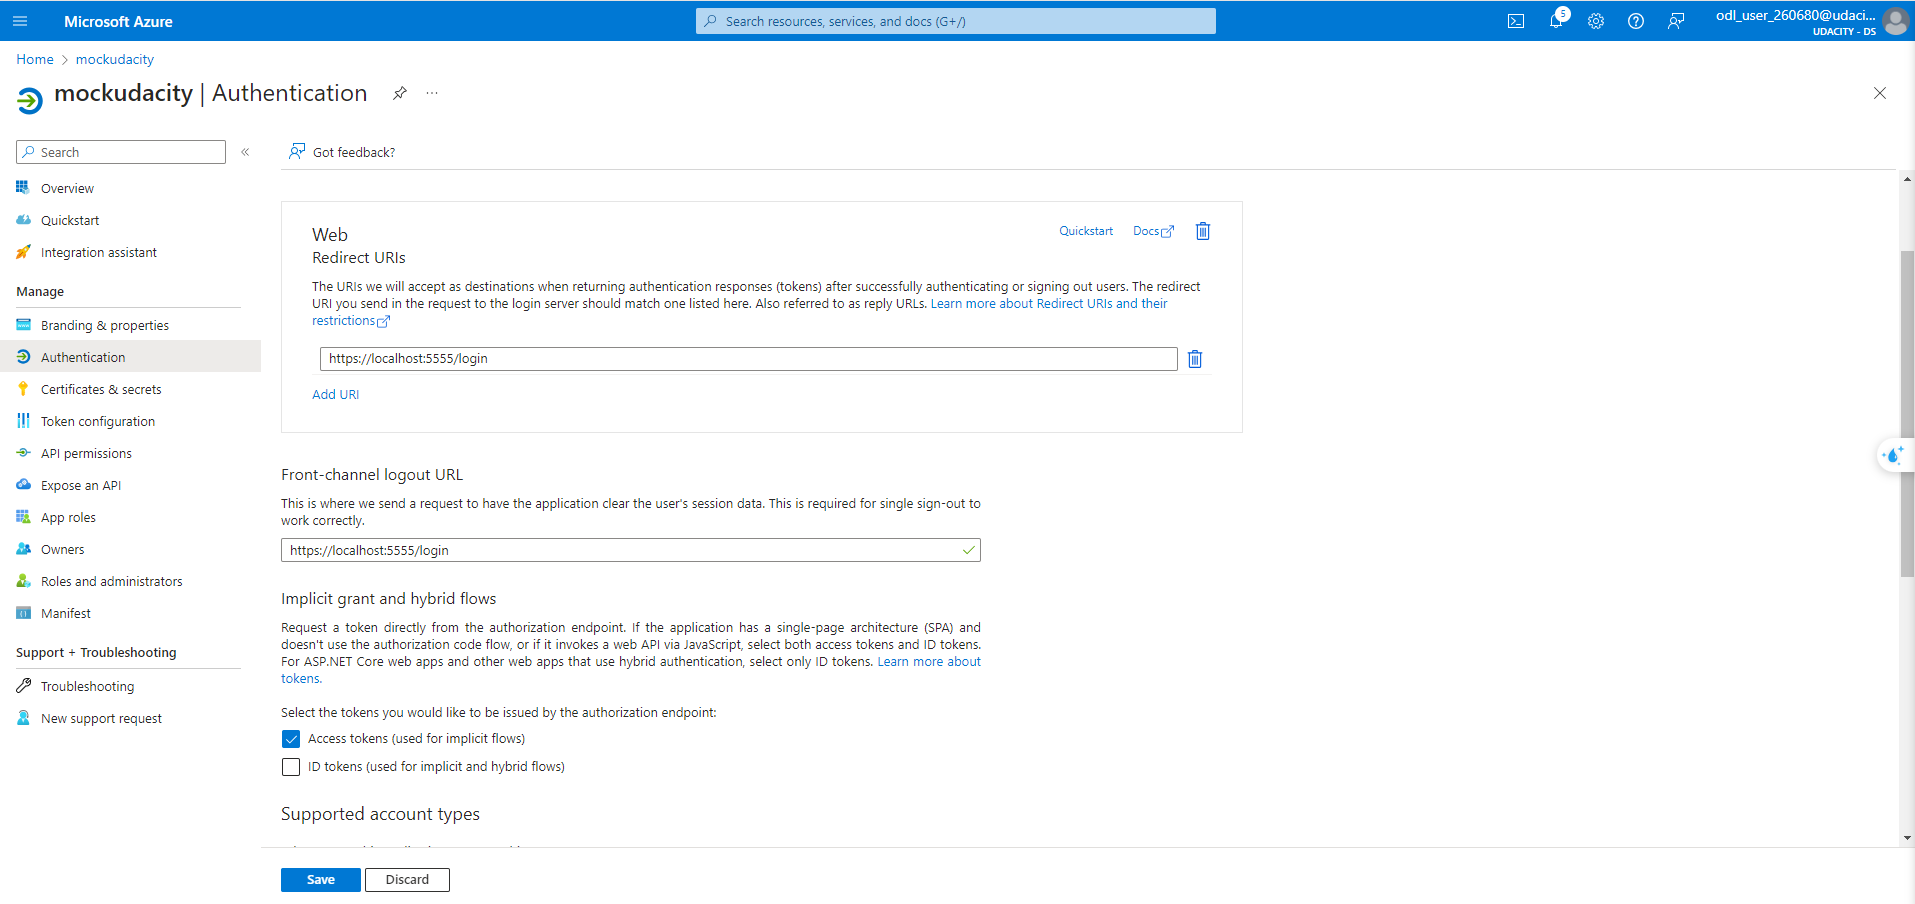 Microsoft Azure
Search resources, services, and docs (G+/)
5
odl_user_260680@udaci...
UDACITY - DS
Home > mockudacity
mockudacity | Authentication
...
Search
«
Got feedback?
Overview
Quickstart
Integration assistant
Manage
Branding & properties
Authentication
Certificates & secrets
Token configuration
API permissions
Expose an API
App roles
Owners
Roles and administrators
Manifest
Support + Troubleshooting
Troubleshooting
New support request
Web
Quickstart
Docs
Redirect URIs
The URIs we will accept as destinations when returning authentication responses (tokens) after successfully authenticating or signing out users. The redirect
URI you send in the request to the login server should match one listed here. Also referred to as reply URLs. Learn more about Redirect URIs and their
restrictions
https://localhost:5555/login
Add URI
Front-channel logout URL
This is where we send a request to have the application clear the user's session data. This is required for single sign-out to
work correctly.
https://localhost:5555/login
Implicit grant and hybrid flows
Request a token directly from the authorization endpoint. If the application has a single-page architecture (SPA) and
doesn't use the authorization code flow, or if it invokes a web API via JavaScript, select both access tokens and ID tokens.
For ASP.NET Core web apps and other web apps that use hybrid authentication, select only ID tokens. Learn more about
tokens.
Select the tokens you would like to be issued by the authorization endpoint:
Access tokens (used for implicit flows)
ID tokens (used for implicit and hybrid flows)
Supported account types
Save
Discard